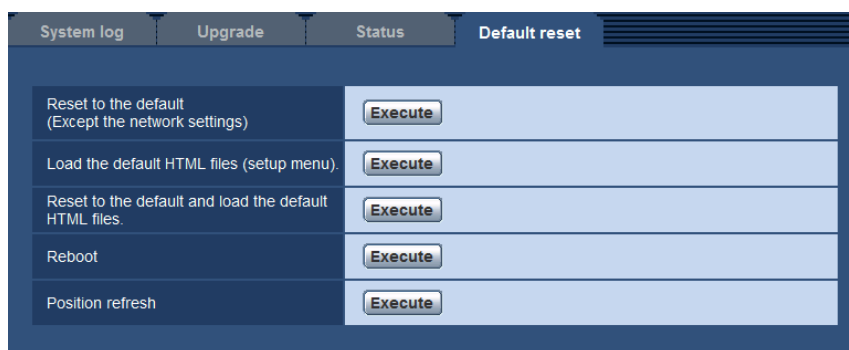 System log Upgrade Status Default reset
Reset to the default
(Except the network settings)
Execute
Load the default HTML files (setup menu).
Execute
Reset to the default and load the default
HTML files.
Execute
Reboot
Execute
Position refresh
Execute